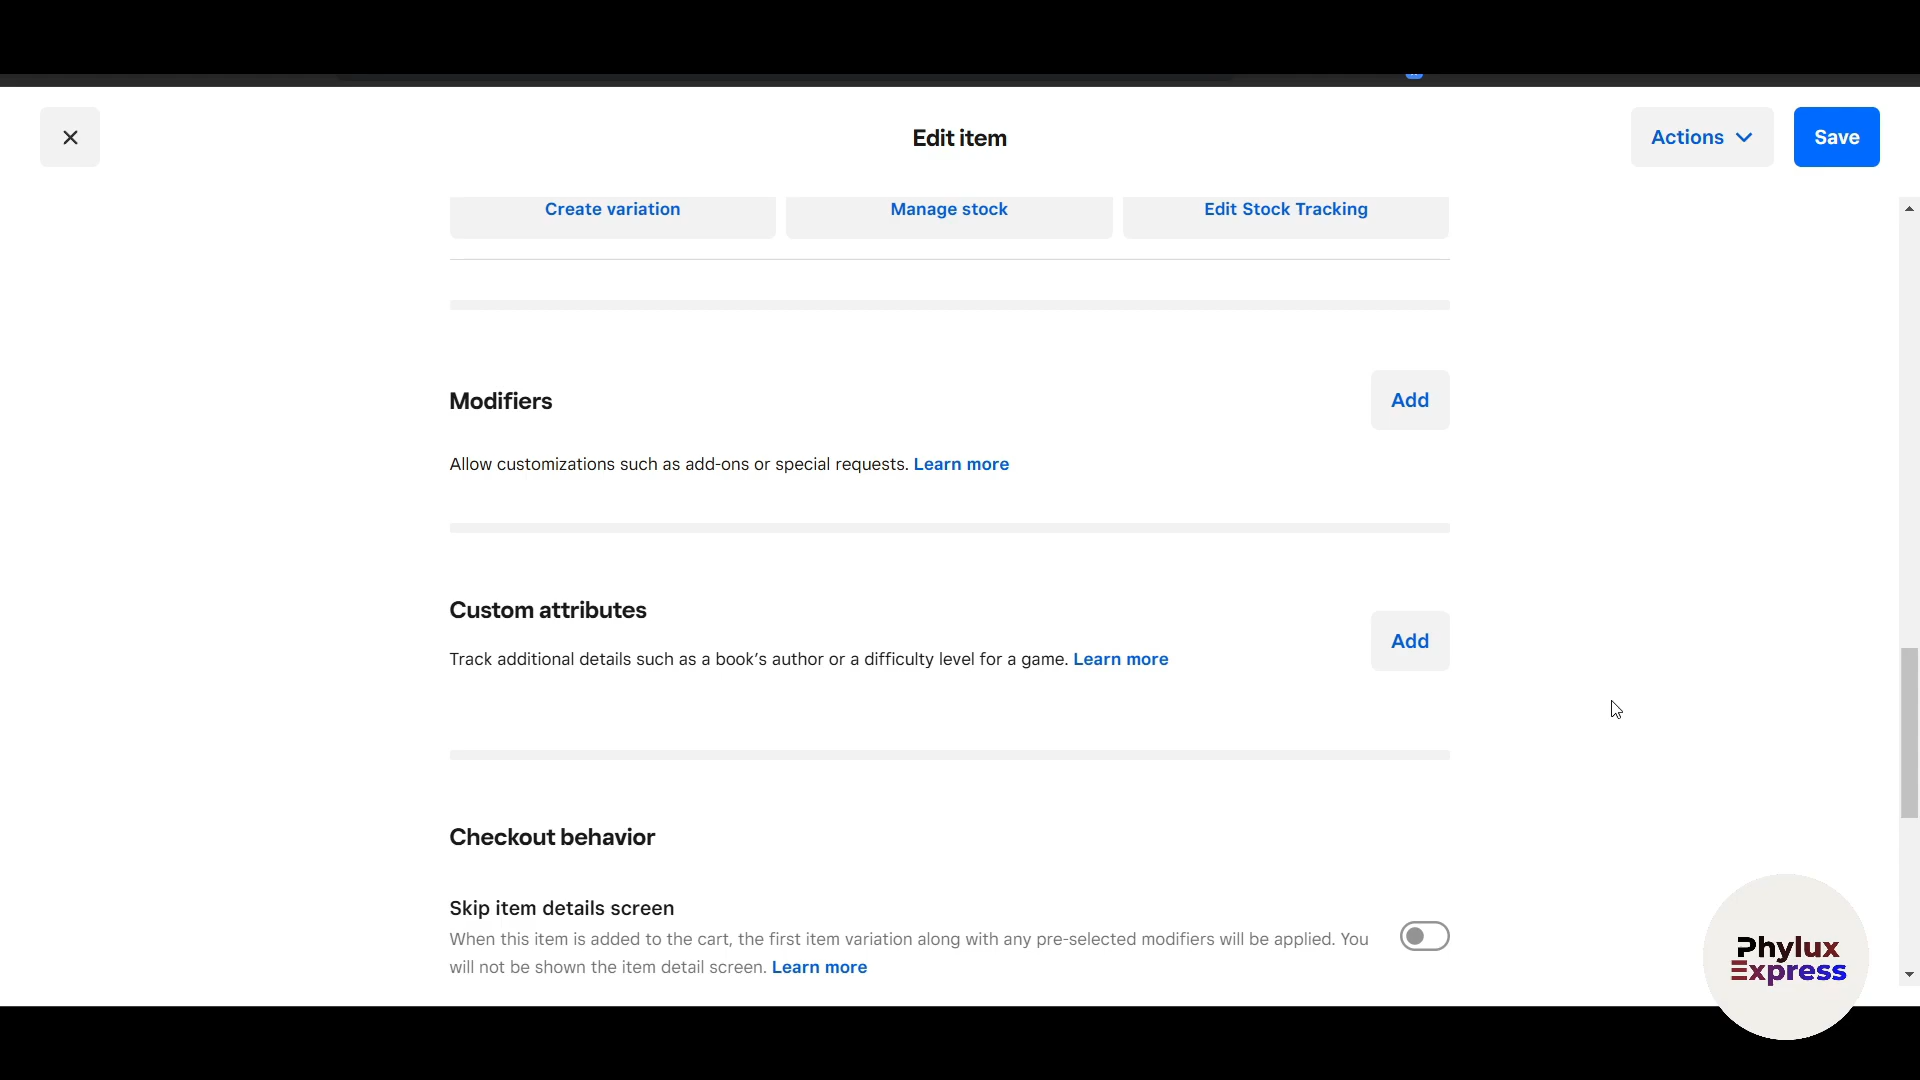 Edit item
Actions
Save
Create variation
Manage stock
Edit Stock Tracking
Modifiers
Add
Allow customizations such as add-ons or special requests. Learn more
Custom attributes
Add
Track additional details such as a book’s author or a difficulty level for a game. Learn more
Checkout behavior
Skip item details screen
When this item is added to the cart, the first item variation along with any pre-selected modifiers will be applied. You
will not be shown the item detail screen. Learn more
Phylux
Express